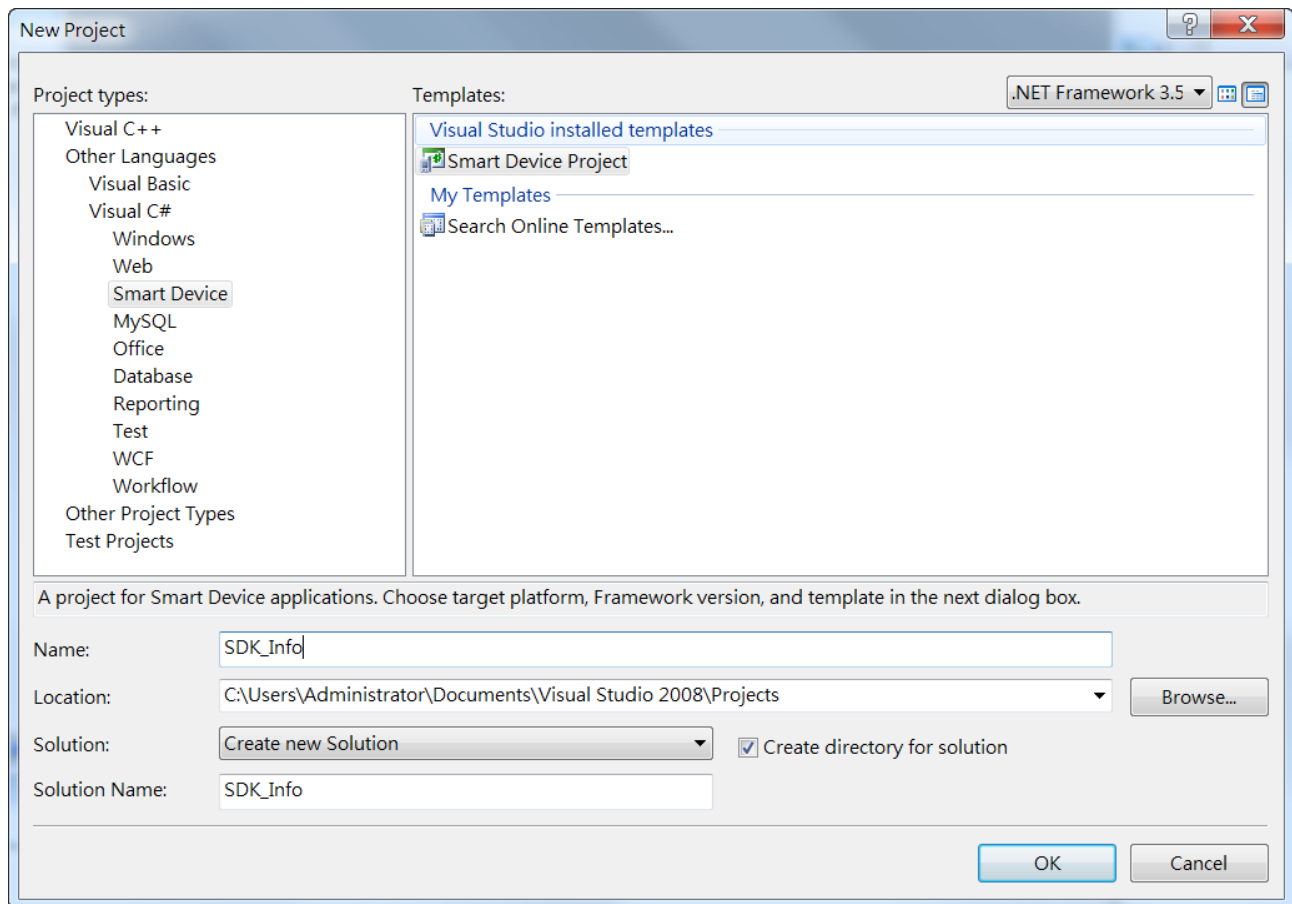 New Project
Project types:
Templates:
.NET Framework 3.5
Visual C++
Other Languages
Visual Basic
Visual C#
Windows
Web
Smart Device
MySQL
Office
Database
Reporting
Test
WCF
Workflow
Other Project Types
Test Projects
Visual Studio installed templates
Smart Device Project
My Templates
Search Online Templates...
A project for Smart Device applications. Choose target platform, Framework version, and template in the next dialog box.
Name:
SDK_Info
Location:
C:\Users\Administrator\Documents\Visual Studio 2008\Projects
Browse...
Solution:
Create new Solution
Create directory for solution
Solution Name:
SDK_Info
OK
Cancel